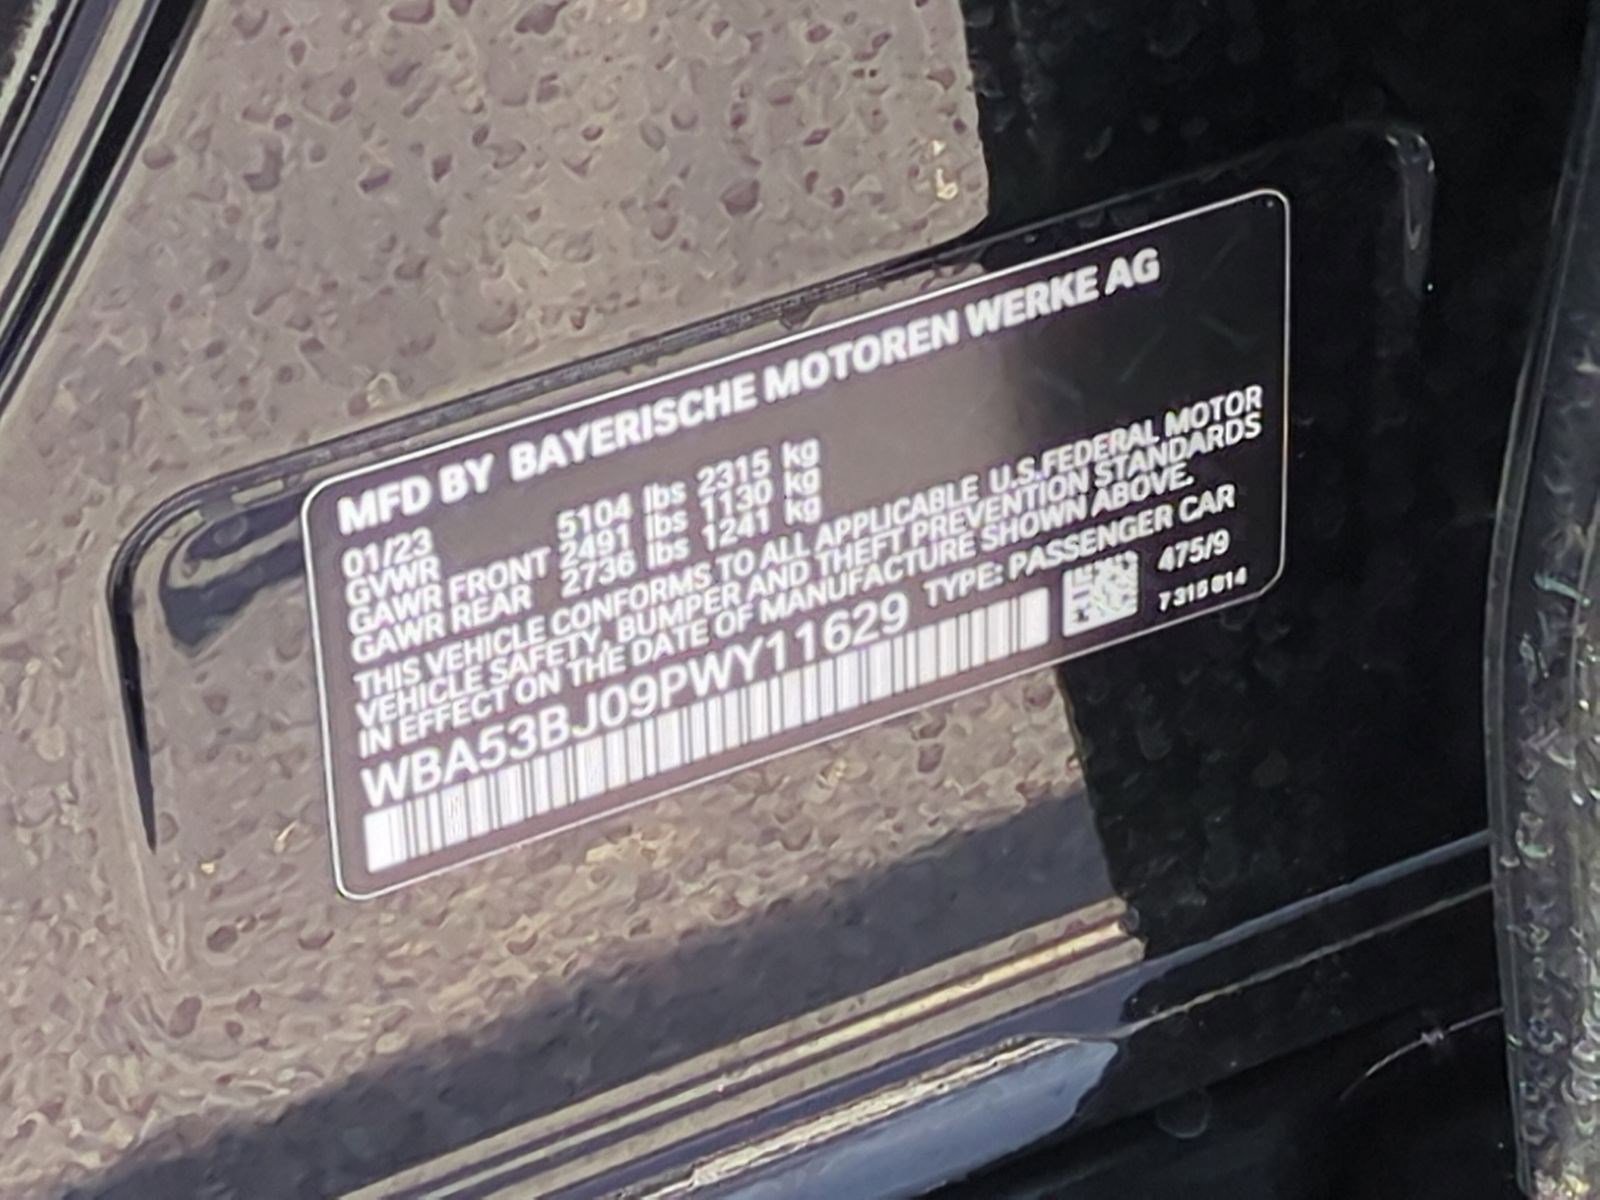 MFD BY BAYERISCHE MOTOREN WERKE AG
01/23
GVWR 5104 lbs 2315 kg
GAWR FRONT 2491 lbs 1130 kg
GAWR REAR 2736 lbs 1241 kg
THIS VEHICLE CONFORMS TO ALL APPLICABLE U.S.FEDERAL MOTOR
VEHICLE SAFETY, BUMPER AND THEFT PREVENTION STANDARDS
IN EFFECT ON THE DATE OF MANUFACTURE SHOWN ABOVE.
WBA53BJ09PWY11629 TYPE: PASSENGER CAR
475/9